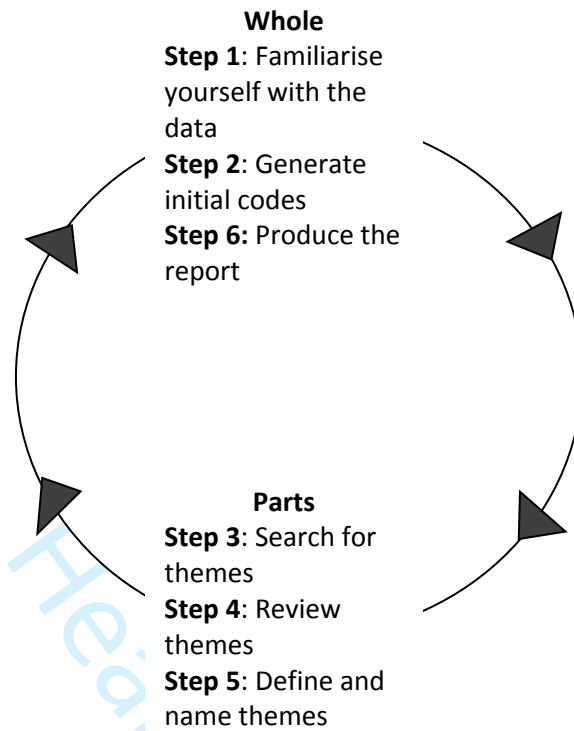 Whole
Step 1: Familiarise
yourself with the
data
Step 2: Generate
initial codes
Step 6: Produce the
report
Parts
Step 3: Search for
themes
Step 4: Review
themes
Step 5: Define and
name themes